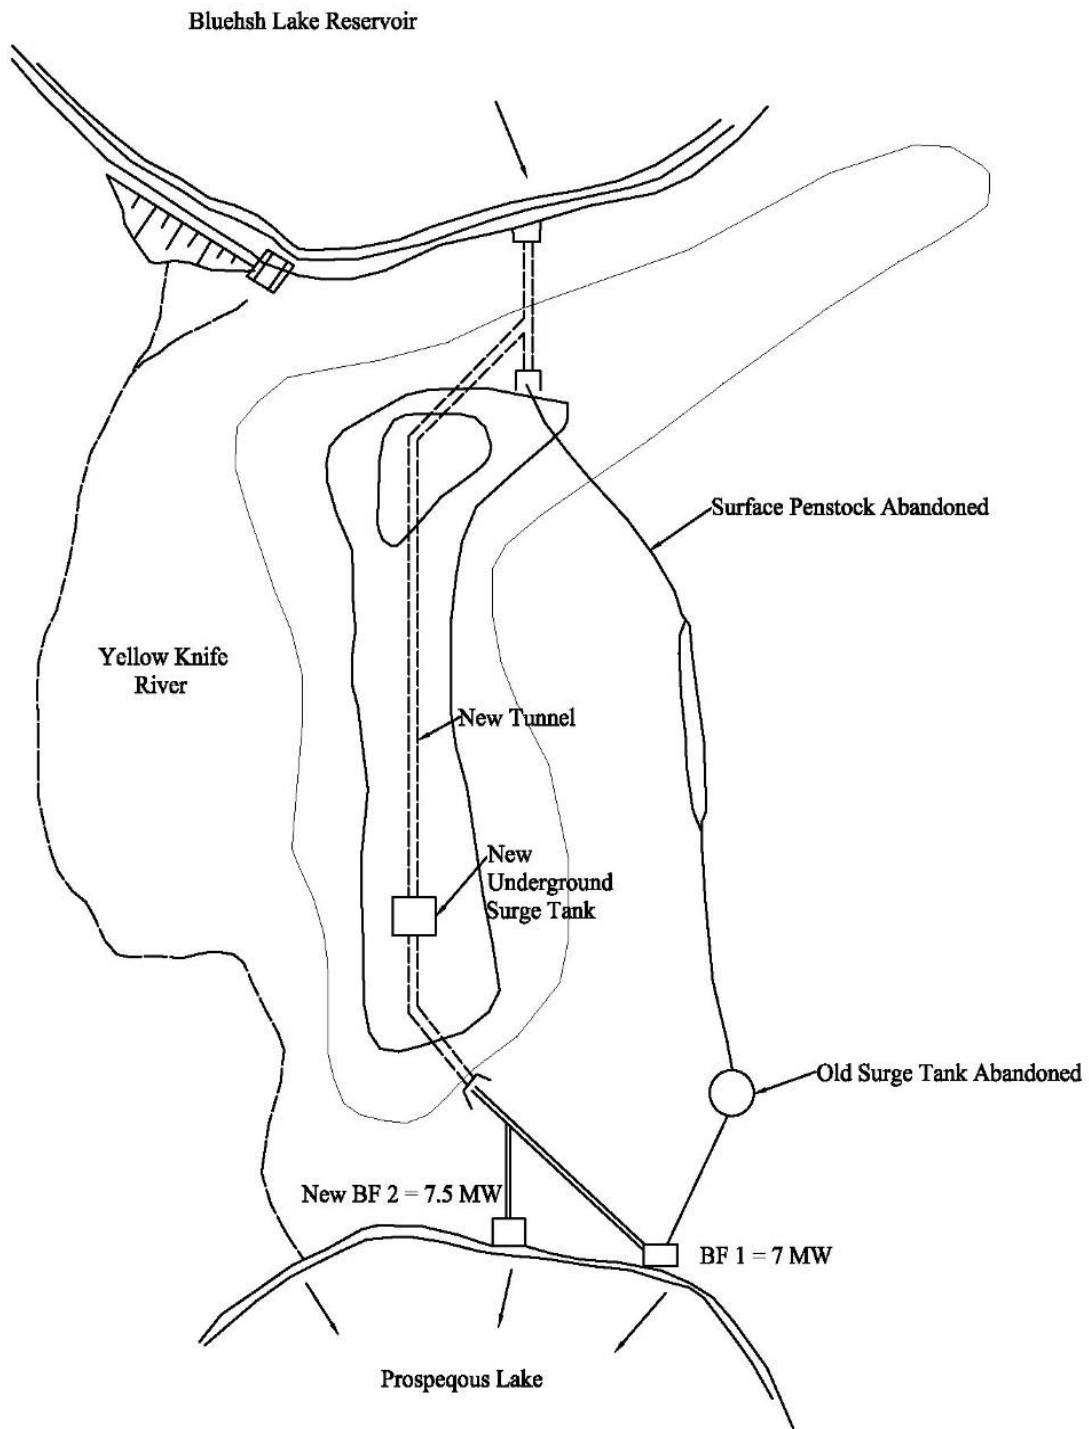 Bluehsh Lake Reservoir
Surface Penstock Abandoned
Yellow Knife
River
New Tunnel
New
Underground
Surge Tank
Old Surge Tank Abandoned
New BF 2 = 7.5 MW
BF 1 = 7 MW
Prospeqous Lake